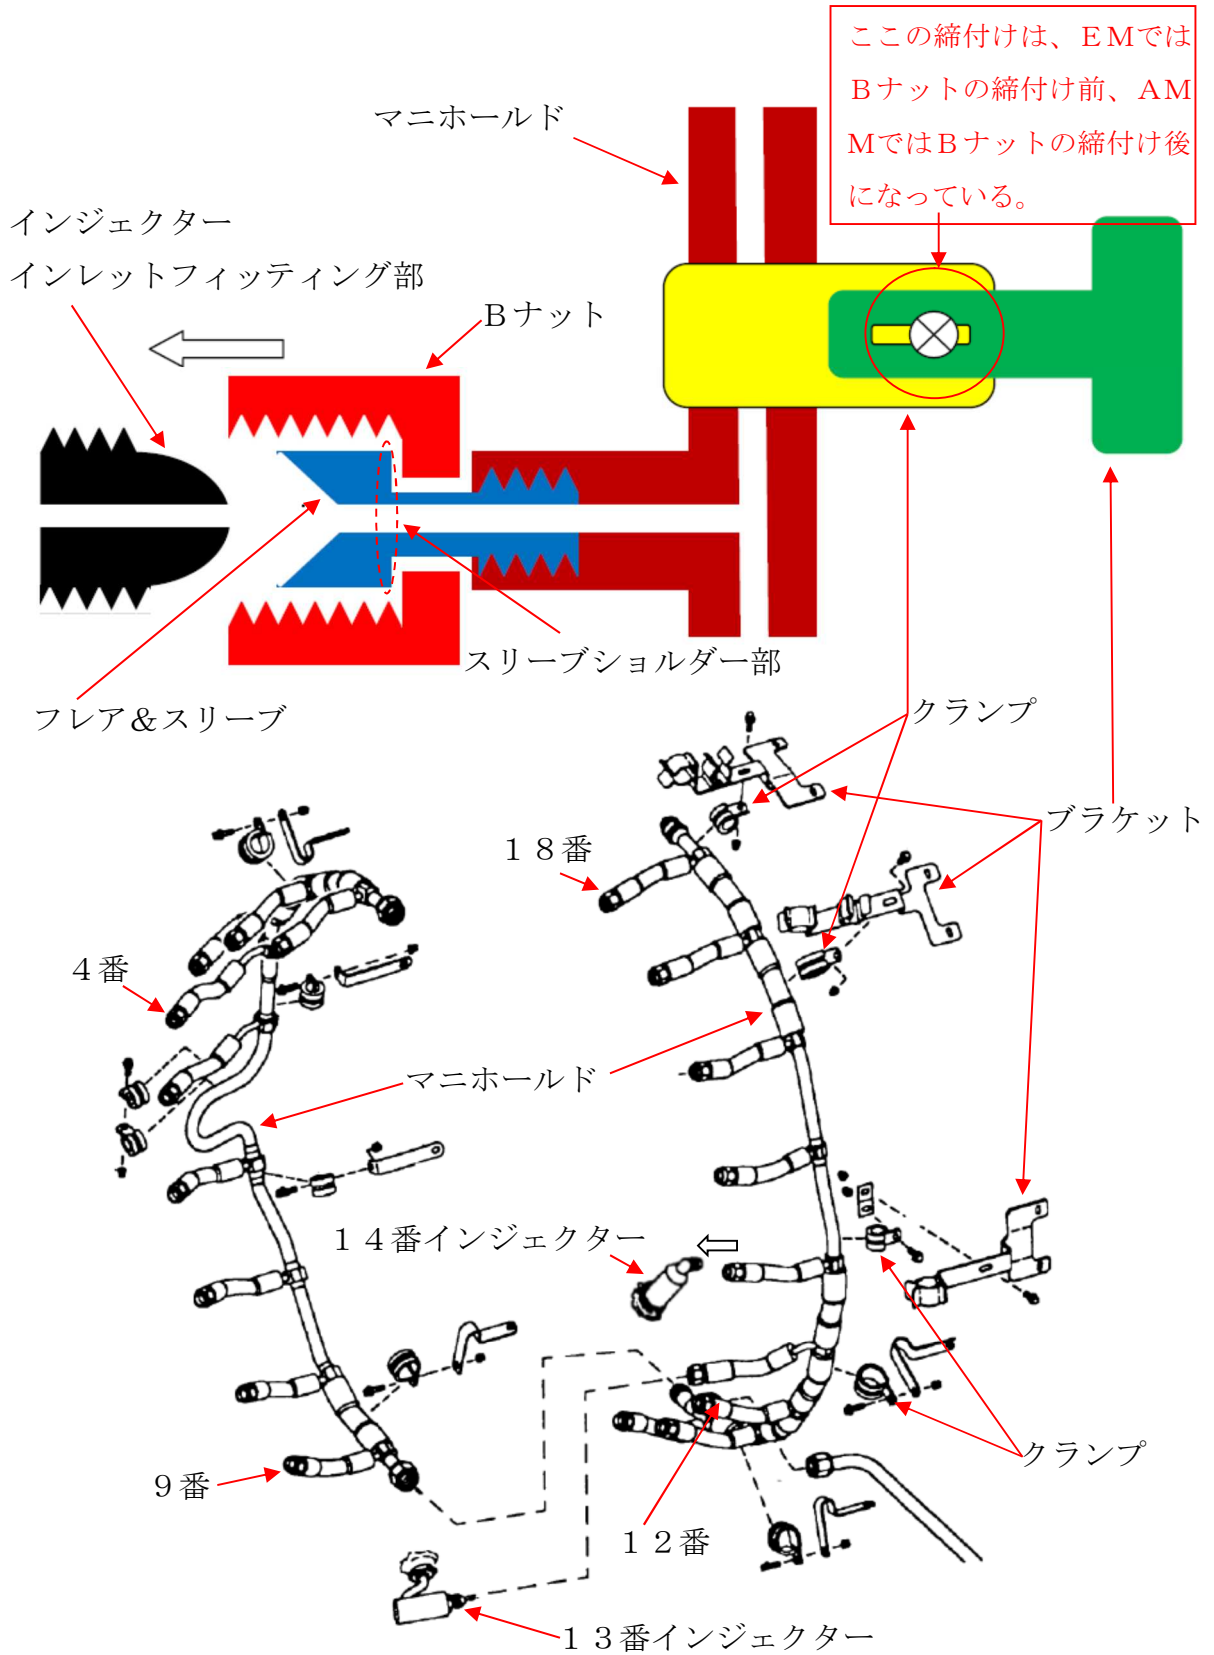 ここの締付けは、ＥＭでは
Ｂナットの締付け前、ＡＭ
ＭではＢナットの締付け後
になっている。
マニホールド
インジェクター
インレットフィッティング部
Ｂナット
スリーブショルダー部
フレア＆スリーブ
クランプ
ブラケット
１８番
４番
マニホールド
１４番インジェクター
クランプ
９番
１２番
１３番インジェクター